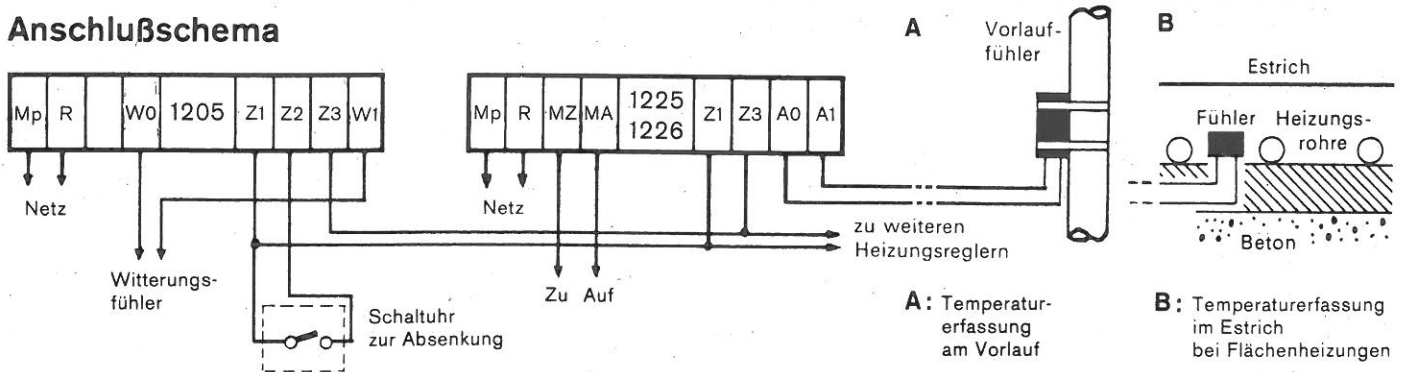 Anschlußschema
Mp R W0 1205 Z1 Z2 Z3 W1
Netz
Witterungs-
fühler
Schaltuhr
zur Absenkung
Mp R MZ MA 1225 Z1 Z3 A0 A1
1226
Netz
Zu Auf
zu weiteren
Heizungsreglern
A
Vorlauf-
fühler
A: Temperatur-
erfassung
am Vorlauf
B
Estrich
Fühler Heizungs-
rohre
Beton
B: Temperaturerfassung
im Estrich
bei Flächenheizungen